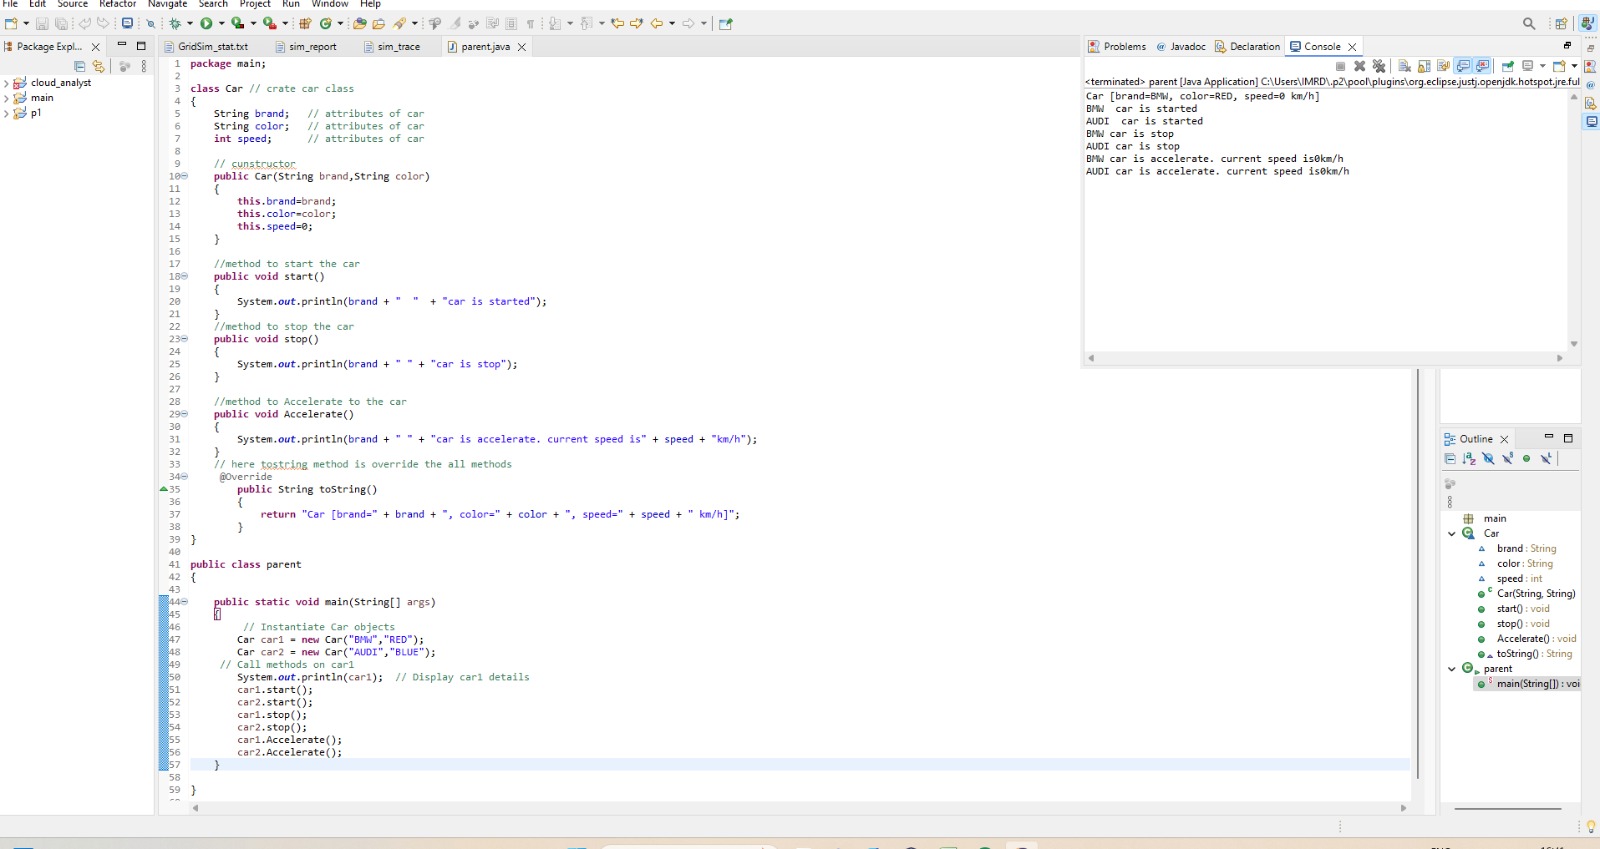 File Edit Source Refactor Navigate Search Project Run Window Help
Package Expl...
cloud_analyst
main
p1
GridSim_stat.txt sim_report sim_trace parent.java
1 package main;
2
3 class Car // crate car class
4 {
5 String brand; // attributes of car
6 String color; // attributes of car
7 int speed; // attributes of car
8
9 // cunstructor
10 public Car(String brand,String color)
11 {
12 this.brand=brand;
13 this.color=color;
14 this.speed=0;
15 }
16
17 //method to start the car
18 public void start()
19 {
20 System.out.println(brand + "  " + "car is started");
21 }
22 //method to stop the car
23 public void stop()
24 {
25 System.out.println(brand + " " + "car is stop");
26 }
27
28 //method to Accelerate to the car
29 public void Accelerate()
30 {
31 System.out.println(brand + " " + "car is accelerate. current speed is" + speed + "km/h");
32 }
33 // here tostring method is override the all methods
34 @Override
35 public String toString()
36 {
37 return "Car [brand=" + brand + ", color=" + color + ", speed=" + speed + " km/h]";
38 }
39 }
40
41 public class parent
42 {
43
44 public static void main(String[] args)
45 {
46 // Instantiate Car objects
47 Car car1 = new Car("BMW","RED");
48 Car car2 = new Car("AUDI","BLUE");
49 // Call methods on car1
50 System.out.println(car1); // Display car1 details
51 car1.start();
52 car2.start();
53 car1.stop();
54 car2.stop();
55 car1.Accelerate();
56 car2.Accelerate();
57 }
58
59 }
Problems Javadoc Declaration Console
<terminated> parent [Java Application] C:\Users\IMRD\.p2\pool\plugins\org.eclipse.justj.openjdk.hotspot.jre.ful
Car [brand=BMW, color=RED, speed=0 km/h]
BMW  car is started
AUDI  car is started
BMW car is stop
AUDI car is stop
BMW car is accelerate. current speed is0km/h
AUDI car is accelerate. current speed is0km/h
Outline
main
Car
brand : String
color : String
speed : int
Car(String, String)
start() : void
stop() : void
Accelerate() : void
toString() : String
parent
main(String[]) : voi